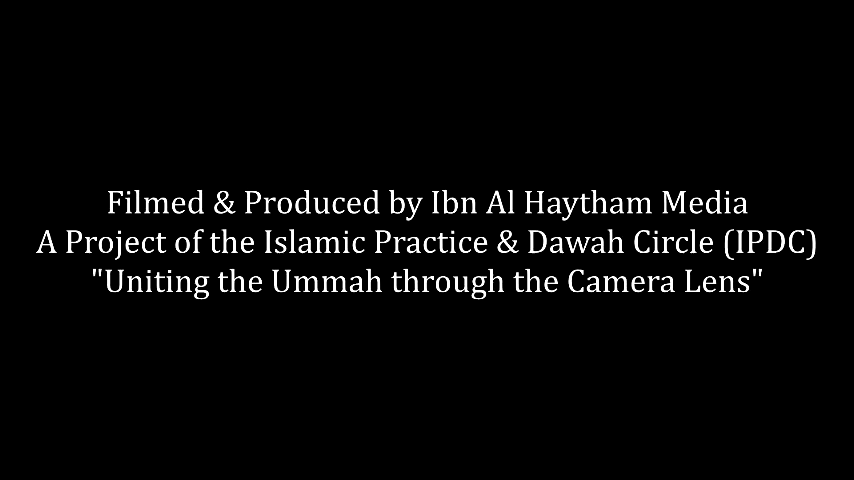 Filmed & Produced by Ibn Al Haytham Media
A Project of the Islamic Practice & Dawah Circle (IPDC)
"Uniting the Ummah through the Camera Lens"